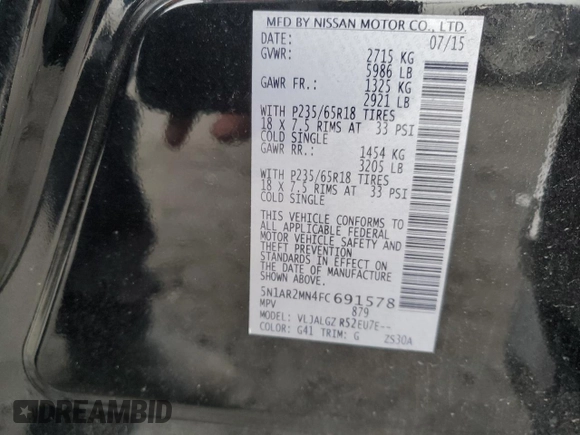 MFD BY NISSAN MOTOR CO., LTD.
DATE: 07/15
GVWR: 2715 KG
5986 LB
GAWR FR.: 1325 KG
2921 LB
WITH P235/65R18 TIRES
18 X 7.5 RIMS AT 33 PSI
COLD SINGLE
GAWR RR.: 1454 KG
3205 LB
WITH P235/65R18 TIRES
18 X 7.5 RIMS AT 33 PSI
COLD SINGLE
THIS VEHICLE CONFORMS TO
ALL APPLICABLE FEDERAL
MOTOR VEHICLE SAFETY AND
THEFT PREVENTION
STANDARDS IN EFFECT ON
THE DATE OF MANUFACTURE
SHOWN ABOVE.
5N1AR2MN4FC691578
MPV 879
MODEL: VLJALGZ R52EU7E--
COLOR: G41 TRIM: G 2S30A
DREAMBID